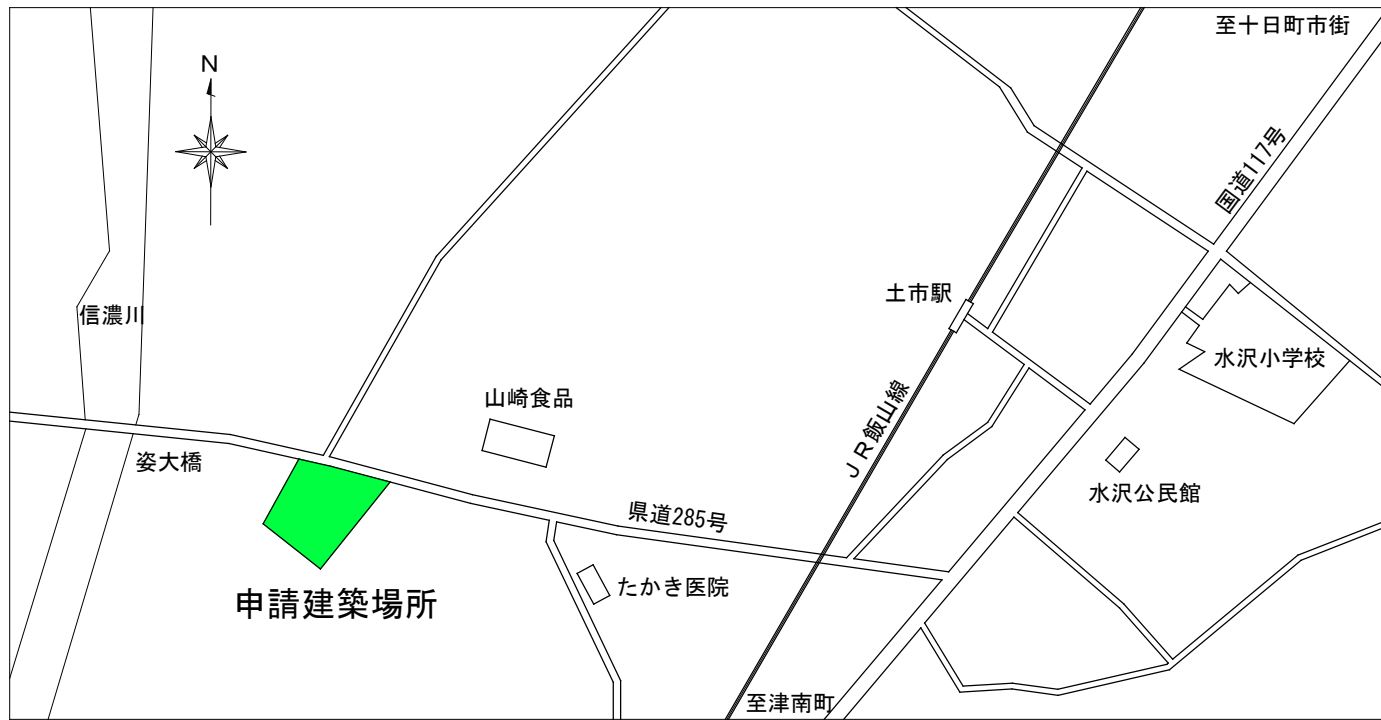 至十日町市街
N
国道117号
土市駅
信濃川
水沢小学校
山崎食品
JR飯山線
姿大橋
水沢公民館
県道285号
たかき医院
申請建築場所
至津南町